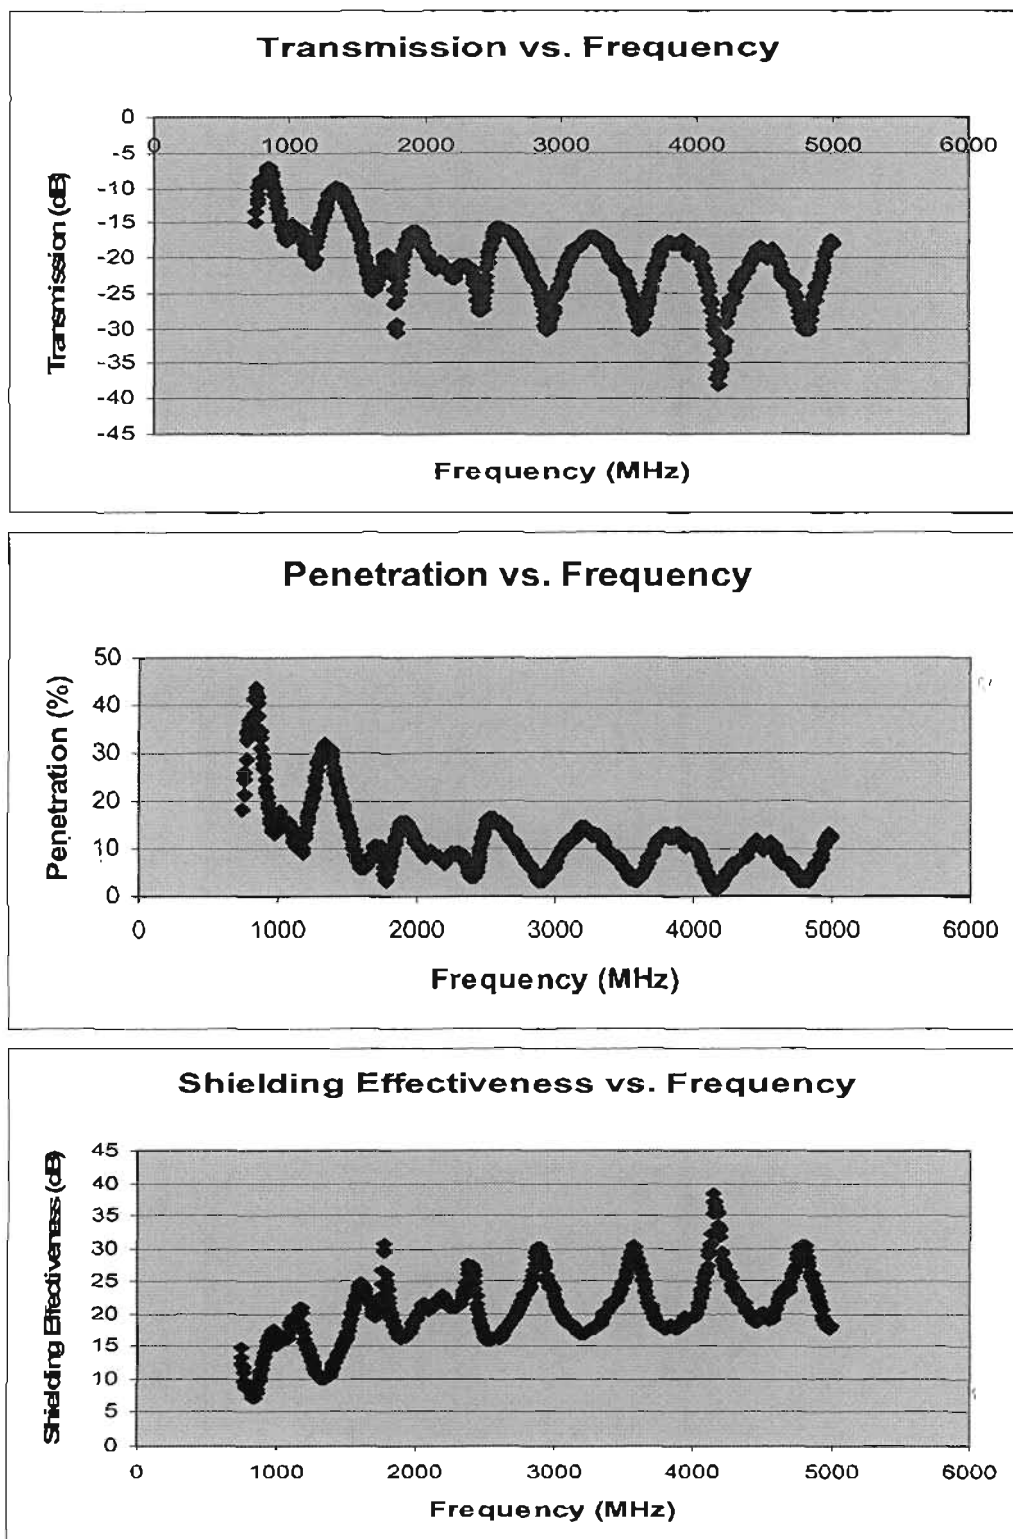 Transmission vs. Frequency
0
0 1000 2000 3000 4000 5000 6000
-5
-10
-15
-20
-25
-30
-35
-40
-45
Transmission (dB)
Frequency (MHz)
Penetration vs. Frequency
50
40
30
20
10
0
Penetration (%)
0 1000 2000 3000 4000 5000 6000
Frequency (MHz)
Shielding Effectiveness vs. Frequency
45
40
35
30
25
20
15
10
5
0
Shielding Effectiveness (dB)
0 1000 2000 3000 4000 5000 6000
Frequency (MHz)